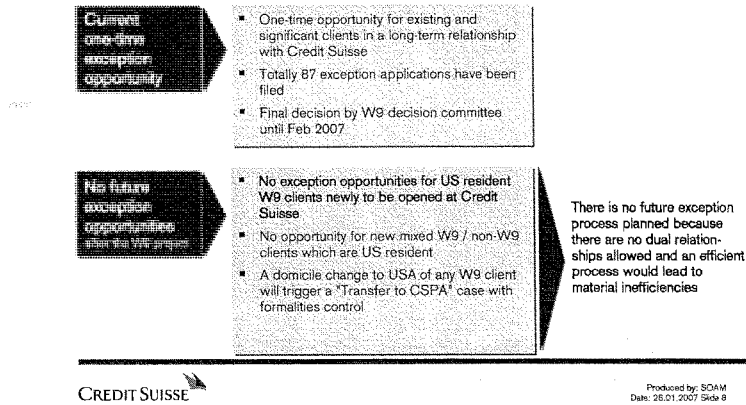 Current
one-time
exception
opportunity
▪ One-time opportunity for existing and
significant clients in a long-term relationship
with Credit Suisse
▪ Totally 87 exception applications have been
filed
▪ Final decision by W9 decision committee
until Feb 2007
No future
exception
opportunities
after the W9 project
▪ No exception opportunities for US resident
W9 clients newly to be opened at Credit
Suisse
▪ No opportunity for new mixed W9 / non-W9
clients which are US resident
▪ A domicile change to USA of any W9 client
will trigger a "Transfer to CSPA" case with
formalities control
There is no future exception
process planned because
there are no dual relation-
ships allowed and an efficient
process would lead to
material inefficiencies
CREDIT SUISSE
Produced by: SOAM
Date: 26.01.2007 Slide 8